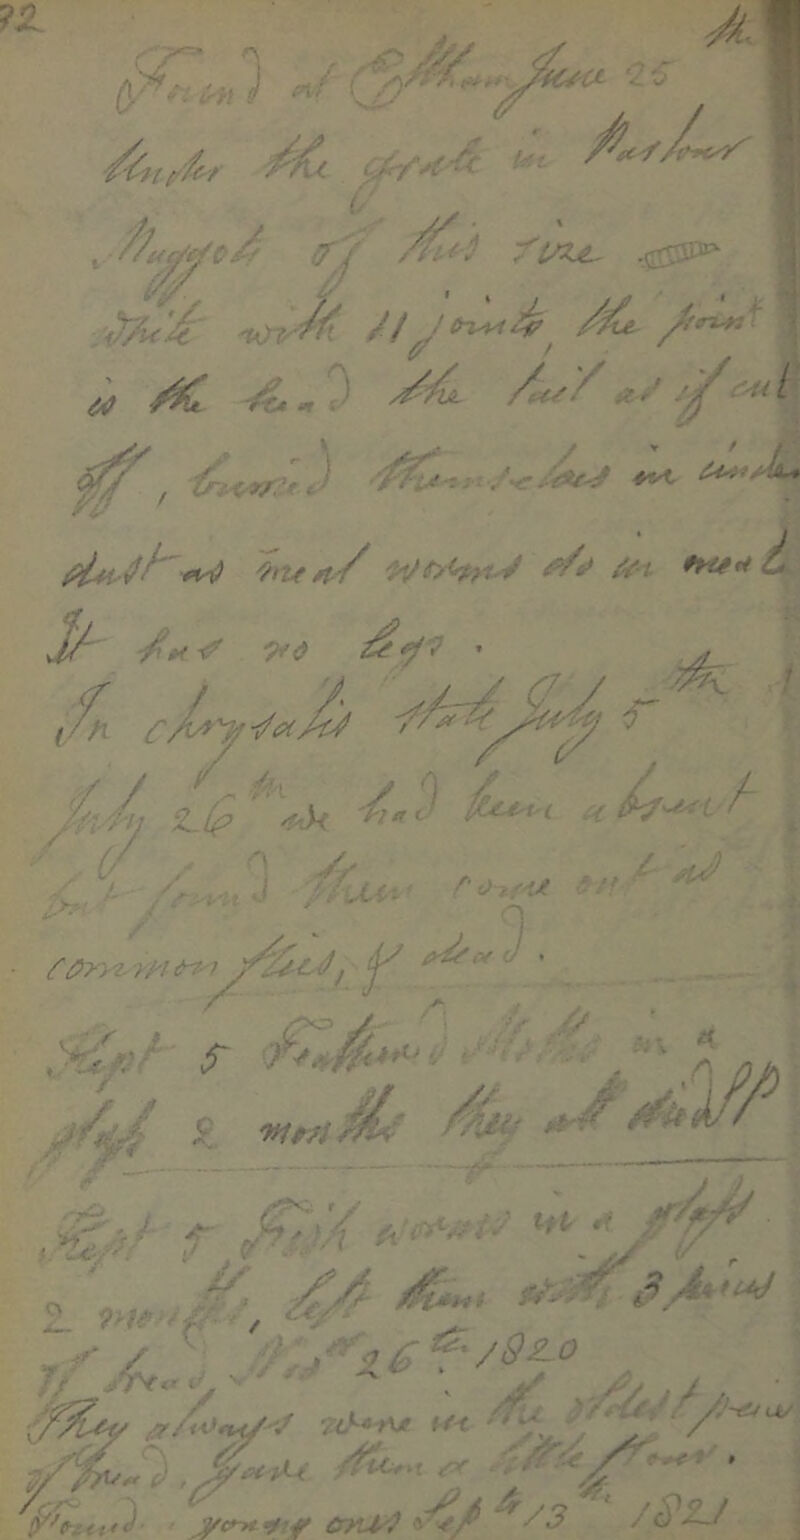 92
Found at Eltham June 25th
Under the grate in Parlour
Maggots of this size
White with 11 joints the point
is the head the tail as if cut
off, buried themselves in cinder
dust as meal worms do in meal
It has no legs.
In chrysalis state July 5th
July 26th we had been absent
but found them come out as
common flies, & dead.
Kept 5 Feathered Moths in a
glass 2 months they all died
Kept 5 Fish worms in a glass
2 months, left them with 3 pieces
of bread, 26th 1820
They always were in the oldest piece
of bread, gave them a little flour.
Found young ones Sept 13th 1821